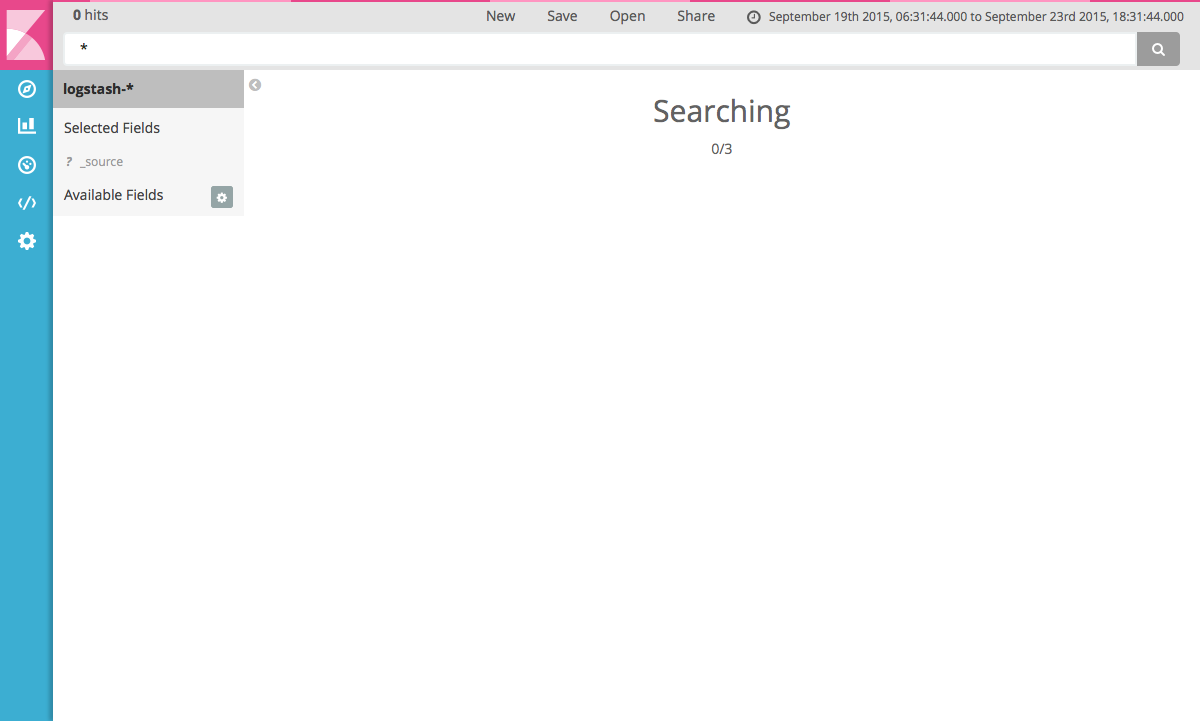 0 hits
New Save Open Share September 19th 2015, 06:31:44.000 to September 23rd 2015, 18:31:44.000
*
logstash-*
Selected Fields
? _source
Available Fields
Searching
0/3